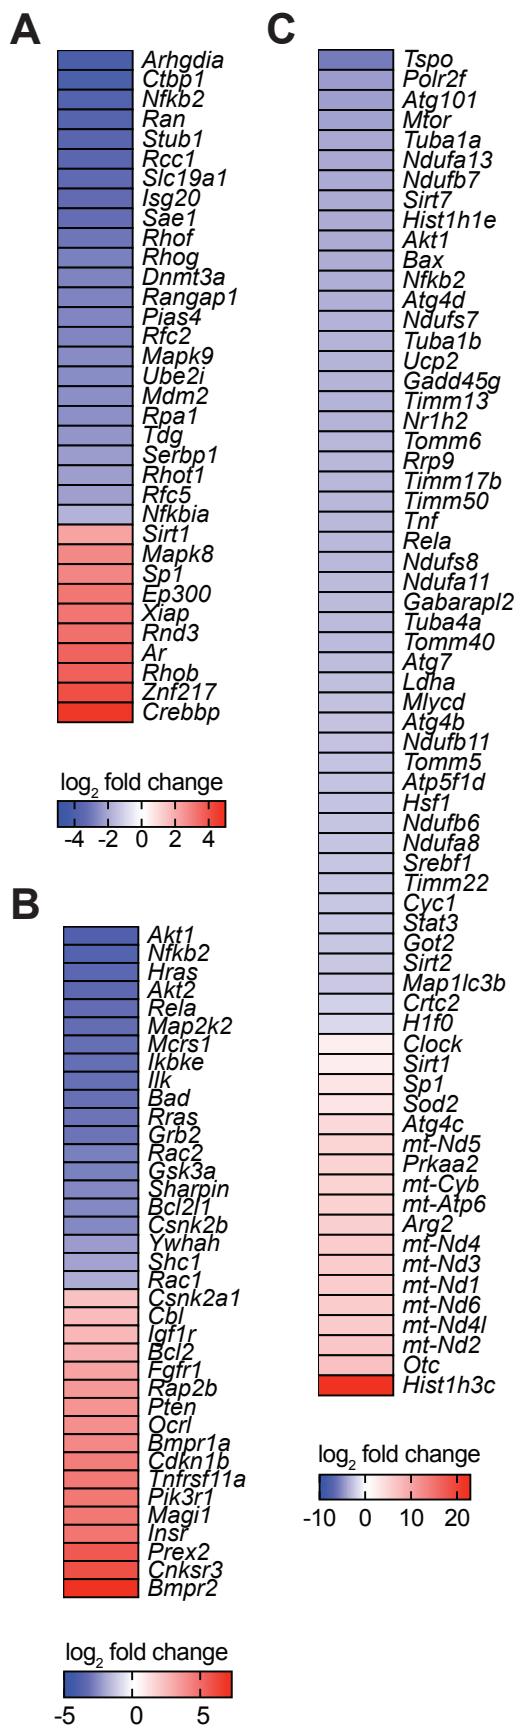 A
Arhgdia
Ctbp1
Nfkb2
Ran
Stub1
Rcc1
Slc19a1
Isg20
Sae1
Rhof
Rhog
Dnmt3a
Rangap1
Pias4
Rfc2
Mapk9
Ube2i
Mdm2
Rpa1
Tdg
Serbp1
Rhot1
Rfc5
Nfkbia
Sirt1
Mapk8
Sp1
Ep300
Xiap
Rnd3
Ar
Rhob
Znf217
Crebbp
log2 fold change
-4 -2 0 2 4
B
Akt1
Nfkb2
Hras
Akt2
Rela
Map2k2
Mcrs1
Ikbke
Ilk
Bad
Rras
Grb2
Rac2
Gsk3a
Sharpin
Bcl2l1
Csnk2b
Ywhah
Shc1
Rac1
Csnk2a1
Cbl
Igf1r
Bcl2
Fgfr1
Rap2b
Pten
Ocrl
Bmpr1a
Cdkn1b
Tnfrsf11a
Pik3r1
Magi1
Insr
Prex2
Cnksr3
Bmpr2
log2 fold change
-5 0 5
C
Tspo
Polr2f
Atg101
Mtor
Tuba1a
Ndufa13
Ndufb7
Sirt7
Hist1h1e
Akt1
Bax
Nfkb2
Atg4d
Ndufs7
Tuba1b
Ucp2
Gadd45g
Timm13
Nr1h2
Tomm6
Rrp9
Timm17b
Timm50
Tnf
Rela
Ndufs8
Ndufa11
Gabarapl2
Tuba4a
Tomm40
Atg7
Ldha
Mlycd
Atg4b
Ndufb11
Tomm5
Atp5f1d
Hsf1
Ndufb6
Ndufa8
Srebf1
Timm22
Cyc1
Stat3
Got2
Sirt2
Map1lc3b
Crtc2
H1f0
Clock
Sirt1
Sp1
Sod2
Atg4c
mt-Nd5
Prkaa2
mt-Cyb
mt-Atp6
Arg2
mt-Nd4
mt-Nd3
mt-Nd1
mt-Nd6
mt-Nd4l
mt-Nd2
Otc
Hist1h3c
log2 fold change
-10 0 10 20